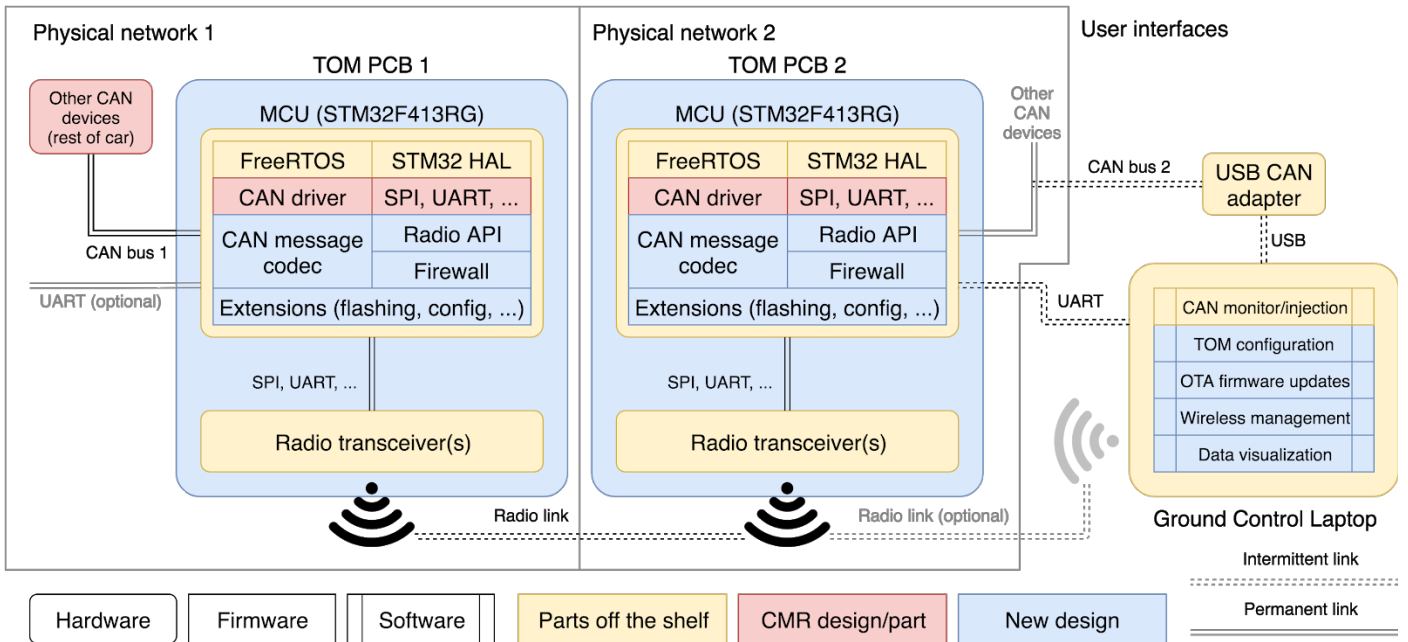 Physical network 1
Physical network 2
User interfaces
TOM PCB 1
TOM PCB 2
Other CAN
devices
(rest of car)
MCU (STM32F413RG)
FreeRTOS
STM32 HAL
CAN driver
SPI, UART, ...
CAN message
codec
Radio API
Firewall
Extensions (flashing, config, ...)
CAN bus 1
UART (optional)
SPI, UART, ...
Radio transceiver(s)
MCU (STM32F413RG)
FreeRTOS
STM32 HAL
CAN driver
SPI, UART, ...
CAN message
codec
Radio API
Firewall
Extensions (flashing, config, ...)
SPI, UART, ...
Radio transceiver(s)
Other
CAN
devices
CAN bus 2
USB CAN
adapter
USB
UART
CAN monitor/injection
TOM configuration
OTA firmware updates
Wireless management
Data visualization
Ground Control Laptop
Radio link
Radio link (optional)
Intermittent link
Permanent link
Hardware
Firmware
Software
Parts off the shelf
CMR design/part
New design